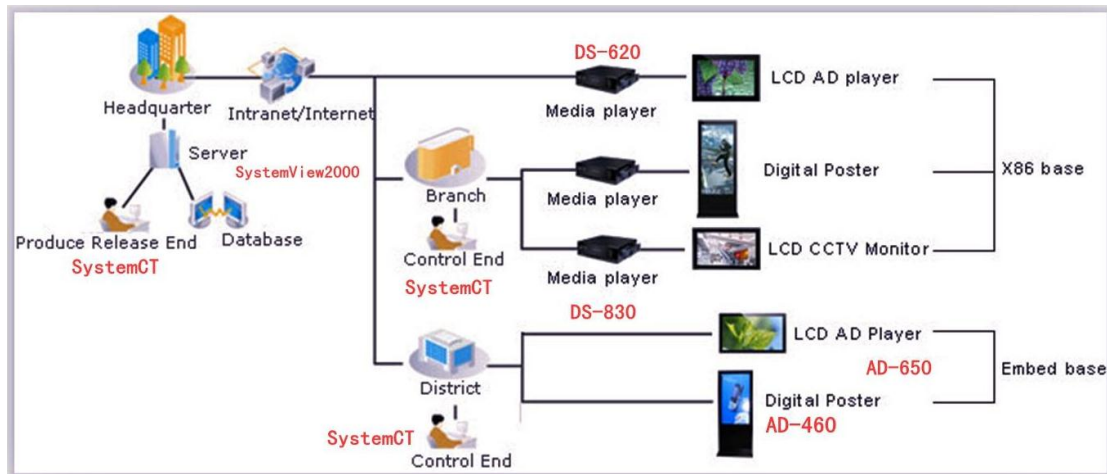 DS-620
LCD AD player
Headquarter
Intranet/Internet
Media player
Server
SystemView2000
Branch
Media player
Digital Poster
X86 base
Produce Release End
Database
SystemCT
Control End
SystemCT
Media player
LCD CCTV Monitor
DS-830
LCD AD Player
AD-650
District
Embed base
Digital Poster
AD-460
SystemCT
Control End